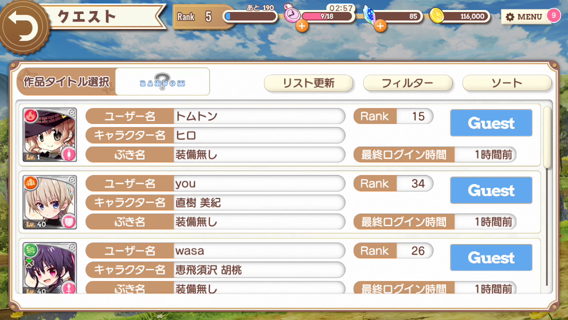 クエスト
Rank 5
あと 190
02:57
9/18
85
116,000
MENU
9
作品タイトル選択
RANDOM
?
リスト更新
フィルター
ソート
ユーザー名 トムトン Rank 15
キャラクター名 ヒロ
ぶき名 装備無し 最終ログイン時間 1時間前
Guest
Lv. 1
ユーザー名 you Rank 34
キャラクター名 直樹 美紀
ぶき名 装備無し 最終ログイン時間 1時間前
Guest
Lv. 40
ユーザー名 wasa Rank 26
キャラクター名 恵飛須沢 胡桃
ぶき名 装備無し 最終ログイン時間 1時間前
Guest
Lv. 40